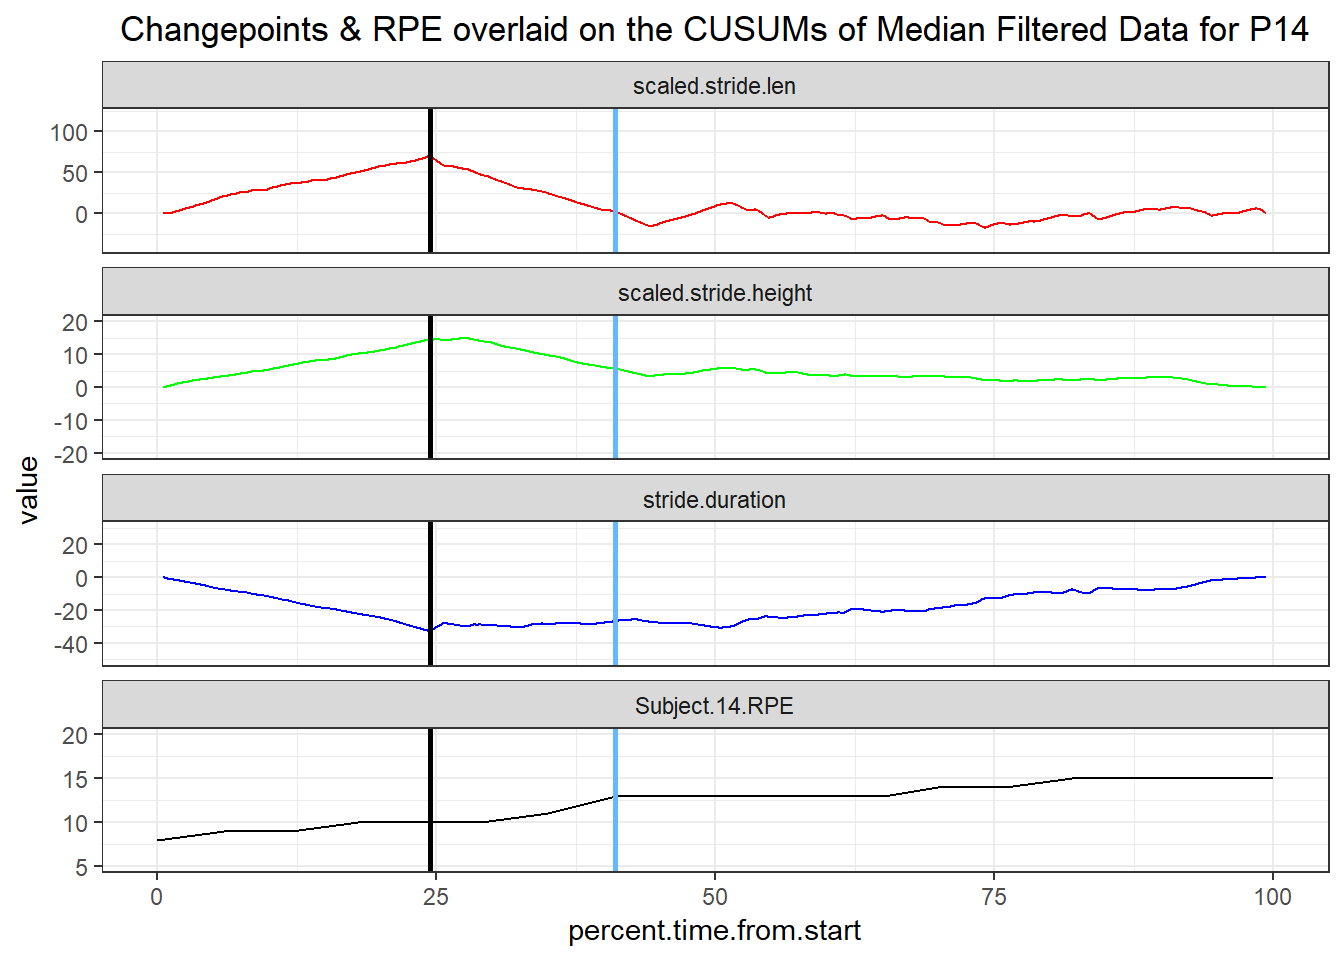 Changepoints & RPE overlaid on the CUSUMs of Median Filtered Data for P14
scaled.stride.len
100
50
0
scaled.stride.height
20
10
0
-10
-20
value
stride.duration
20
0
-20
-40
Subject.14.RPE
20
15
10
5
0 25 50 75 100
percent.time.from.start